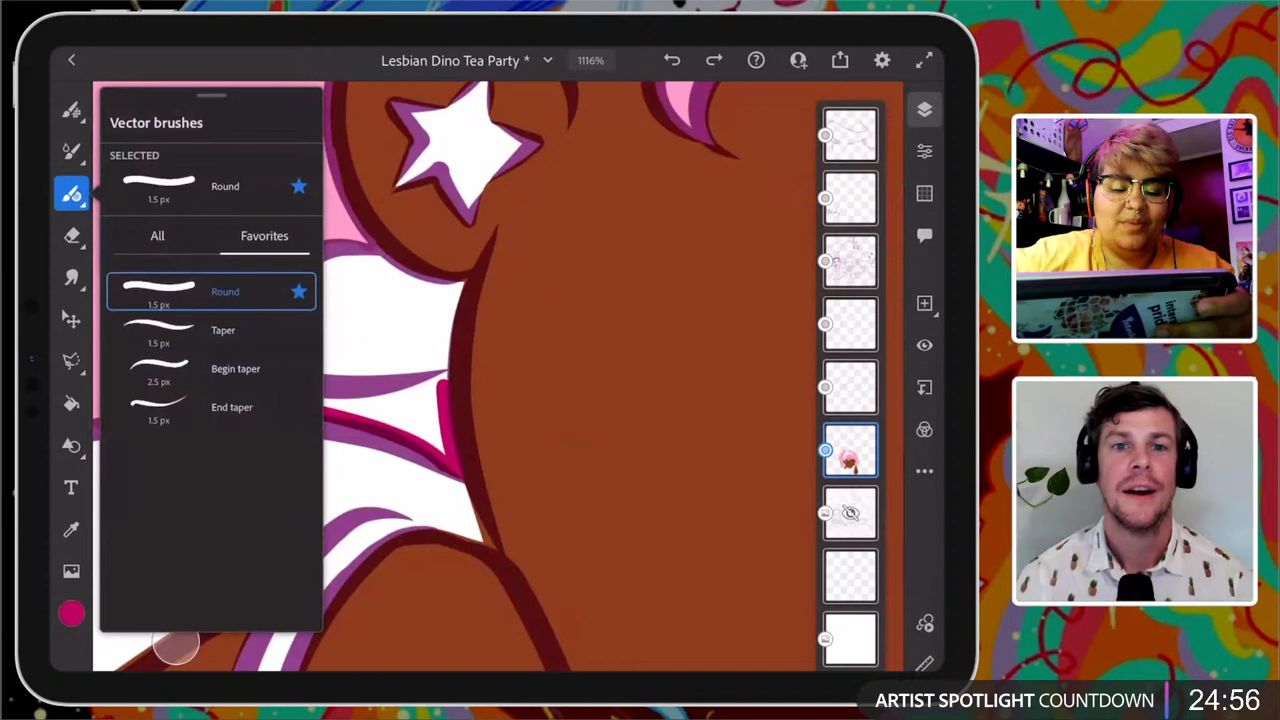 Lesbian Dino Tea Party *
1116%
Vector brushes
SELECTED
Round
1.5 px
All
Favorites
Round
1.5 px
Taper
1.5 px
Begin taper
2.5 px
End taper
1.5 px
T
ARTIST SPOTLIGHT COUNTDOWN
24:56